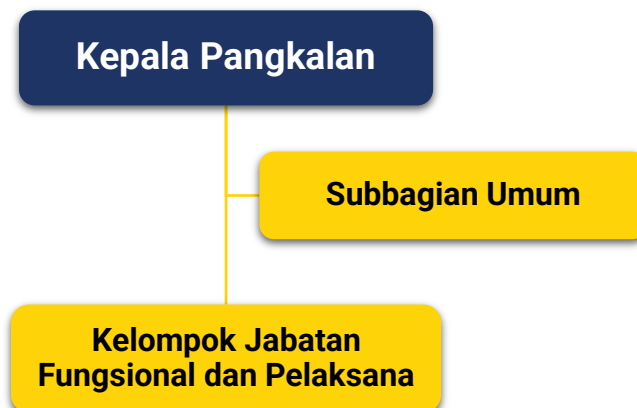 Kepala Pangkalan
Subbagian Umum
Kelompok Jabatan
Fungsional dan Pelaksana